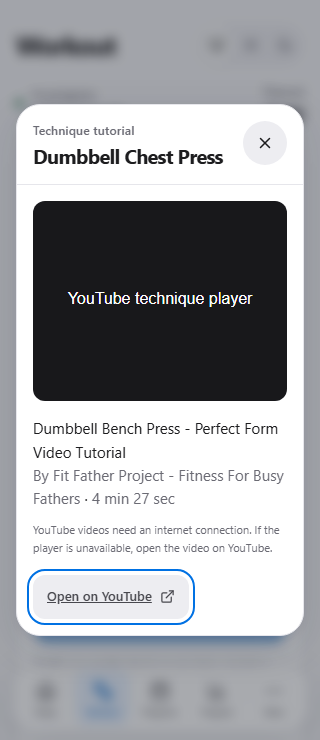 Workout
Technique tutorial
Dumbbell Chest Press
YouTube technique player
Dumbbell Bench Press - Perfect Form
Video Tutorial
By Fit Father Project - Fitness For Busy
Fathers · 4 min 27 sec
YouTube videos need an internet connection. If the
player is unavailable, open the video on YouTube.
Open on YouTube